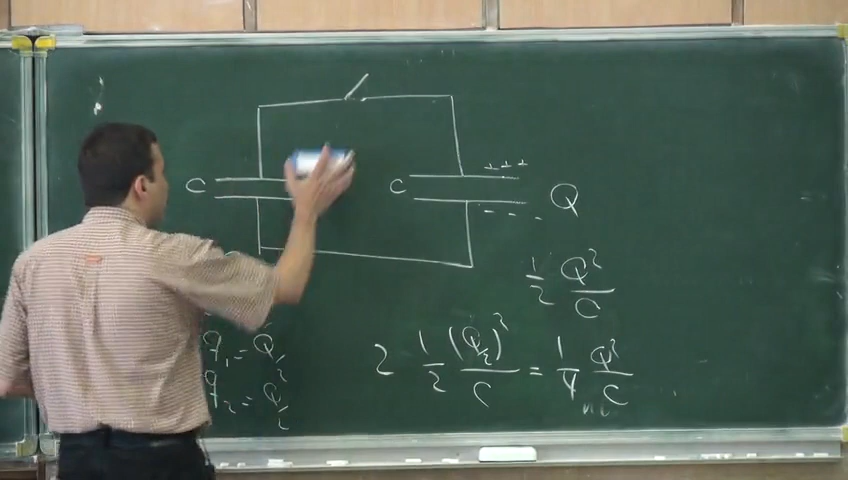 + + +
C C Q
- - -
1/2 Q²/C
q₁ = Q/2
2 1/2 (Q/2)²/C = 1/4 Q²/C
q₂ = Q/2